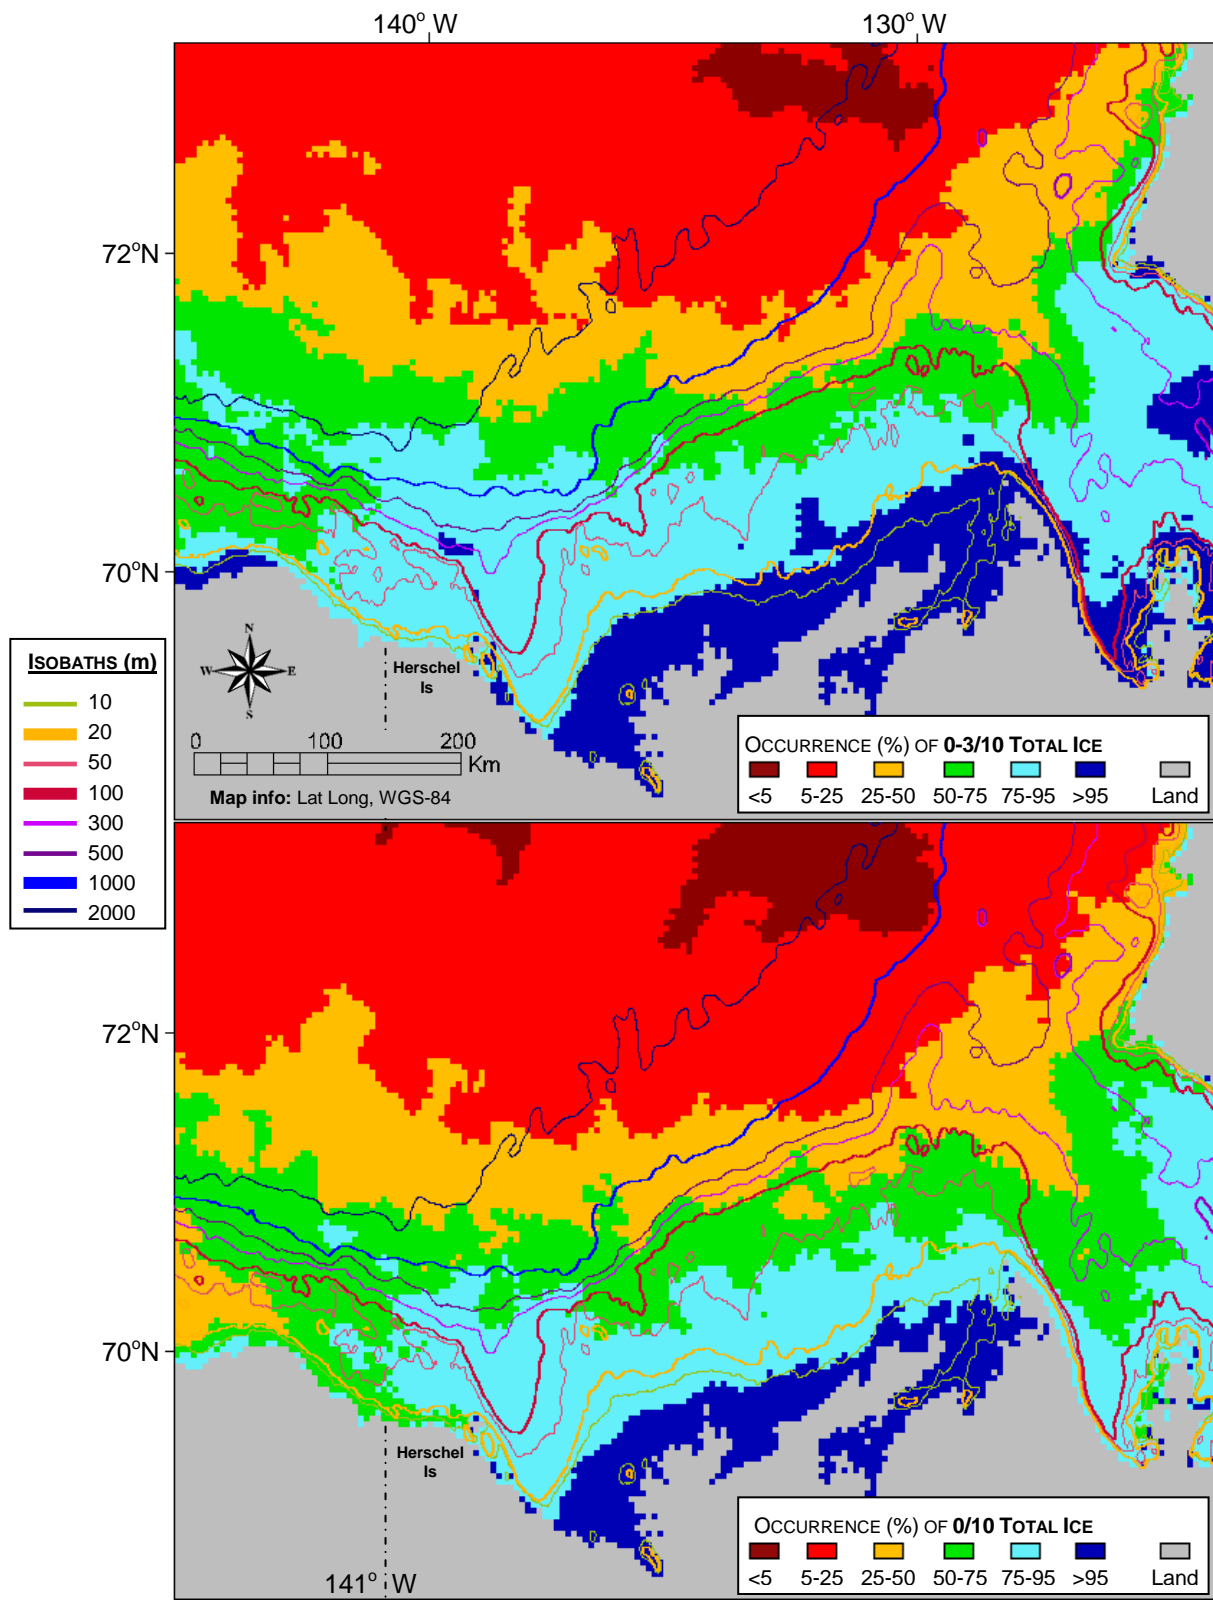 140° W 130° W
72°N
70°N
ISOBATHS (m)
10
20
50
100
300
500
1000
2000
N
W E
S
0 100 200
Km
Map info: Lat Long, WGS-84
Herschel
Is
OCCURRENCE (%) OF 0-3/10 TOTAL ICE
<5 5-25 25-50 50-75 75-95 >95 Land
72°N
70°N
Herschel
Is
141° W
OCCURRENCE (%) OF 0/10 TOTAL ICE
<5 5-25 25-50 50-75 75-95 >95 Land